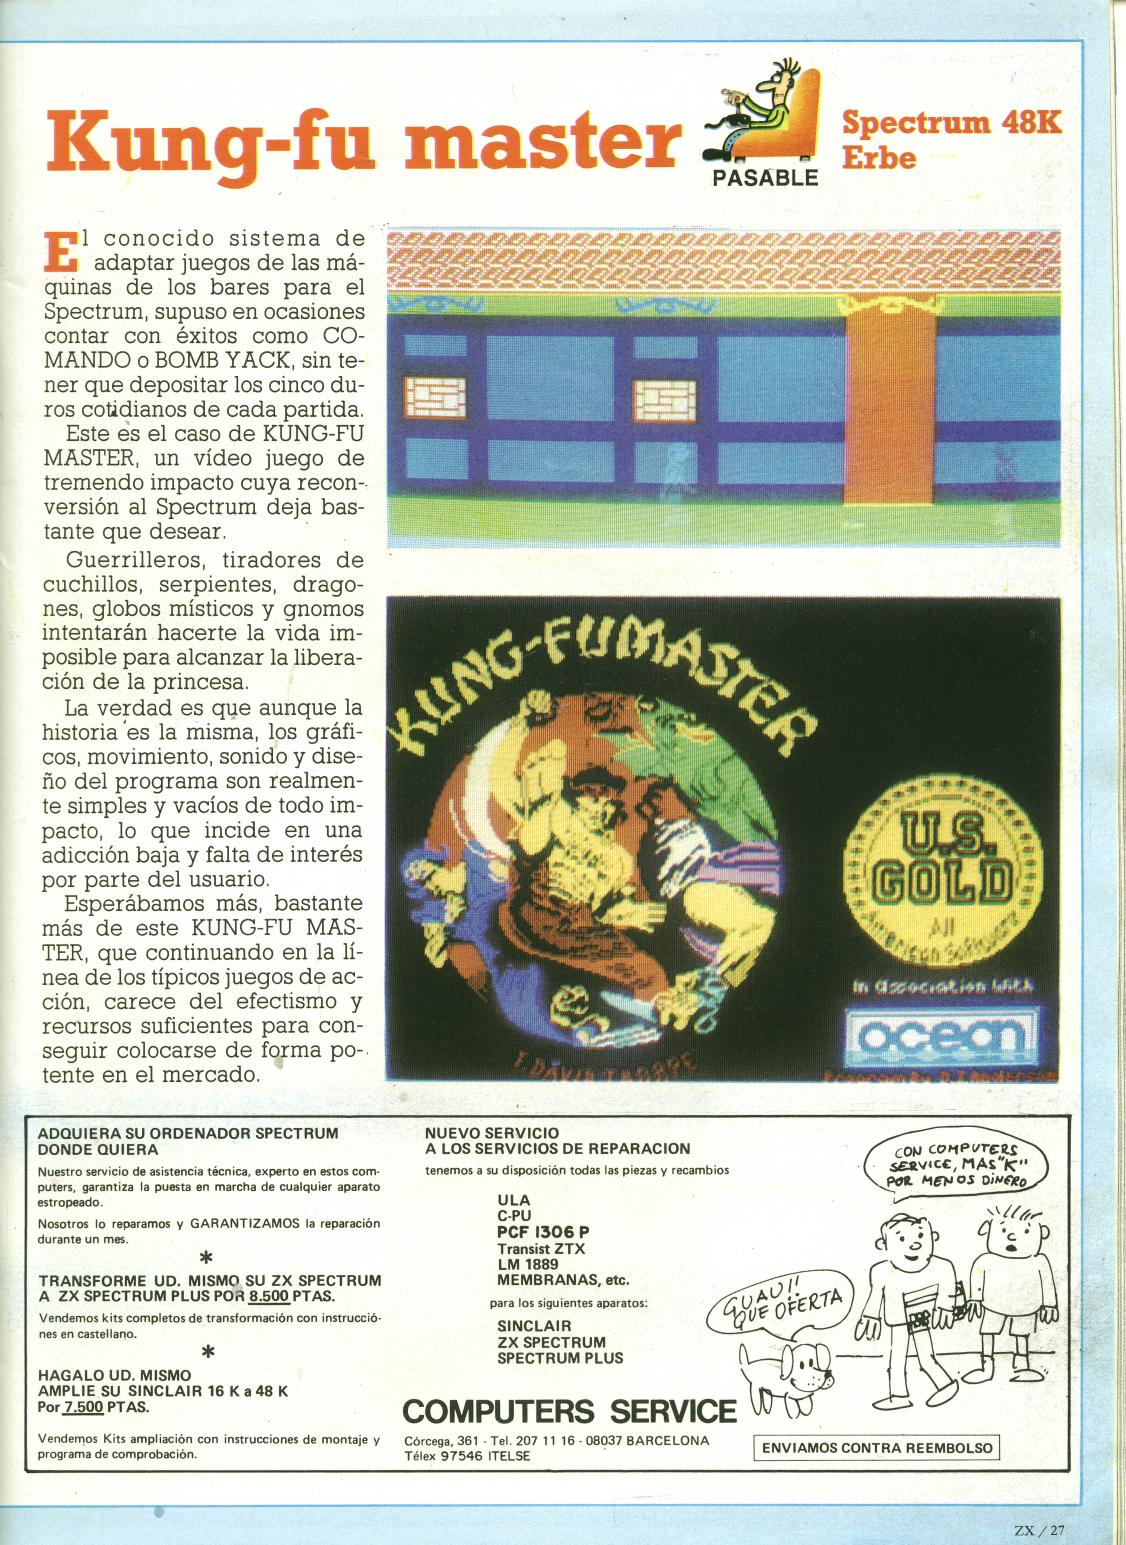 Kung-fu master
PASABLE
Spectrum 48K
Erbe
El conocido sistema de
adaptar juegos de las má-
quinas de los bares para el
Spectrum, supuso en ocasiones
contar con éxitos como CO-
MANDO o BOMB YACK, sin te-
ner que depositar los cinco du-
ros cotidianos de cada partida.
Este es el caso de KUNG-FU
MASTER, un vídeo juego de
tremendo impacto cuya recon-
versión al Spectrum deja bas-
tante que desear.
Guerrilleros, tiradores de
cuchillos, serpientes, drago-
nes, globos místicos y gnomos
intentarán hacerte la vida im-
posible para alcanzar la libera-
ción de la princesa.
La verdad es que aunque la
historia es la misma, los gráfi-
cos, movimiento, sonido y dise-
ño del programa son realmen-
te simples y vacíos de todo im-
pacto, lo que incide en una
adicción baja y falta de interés
por parte del usuario.
Esperábamos más, bastante
más de este KUNG-FU MAS-
TER, que continuando en la lí-
nea de los típicos juegos de ac-
ción, carece del efectismo y
recursos suficientes para con-
seguir colocarse de forma po-
tente en el mercado.
KUNG-FU MASTER
U.S.
GOLD
All
American Software
In Association With
ocean
F. DAVID THORPE
ADQUIERA SU ORDENADOR SPECTRUM
DONDE QUIERA
Nuestro servicio de asistencia técnica, experto en estos com-
puters, garantiza la puesta en marcha de cualquier aparato
estropeado.
Nosotros lo reparamos y GARANTIZAMOS la reparación
durante un mes.
*
TRANSFORME UD. MISMO SU ZX SPECTRUM
A ZX SPECTRUM PLUS POR 8.500 PTAS.
Vendemos kits completos de transformación con instruccio-
nes en castellano.
*
HAGALO UD. MISMO
AMPLIE SU SINCLAIR 16 K a 48 K
Por 7.500 PTAS.
Vendemos Kits ampliación con instrucciones de montaje y
programa de comprobación.
NUEVO SERVICIO
A LOS SERVICIOS DE REPARACION
tenemos a su disposición todas las piezas y recambios
ULA
C-PU
PCF 1306 P
Transist ZTX
LM 1889
MEMBRANAS, etc.
para los siguientes aparatos:
SINCLAIR
ZX SPECTRUM
SPECTRUM PLUS
COMPUTERS SERVICE
Córcega, 361 - Tel. 207 11 16 - 08037 BARCELONA
Télex 97546 ITELSE
CON COMPUTERS
SERVICE, MAS "K"
POR MENOS DINERO
GUAU!!
QUE OFERTA
ENVIAMOS CONTRA REEMBOLSO
ZX / 27